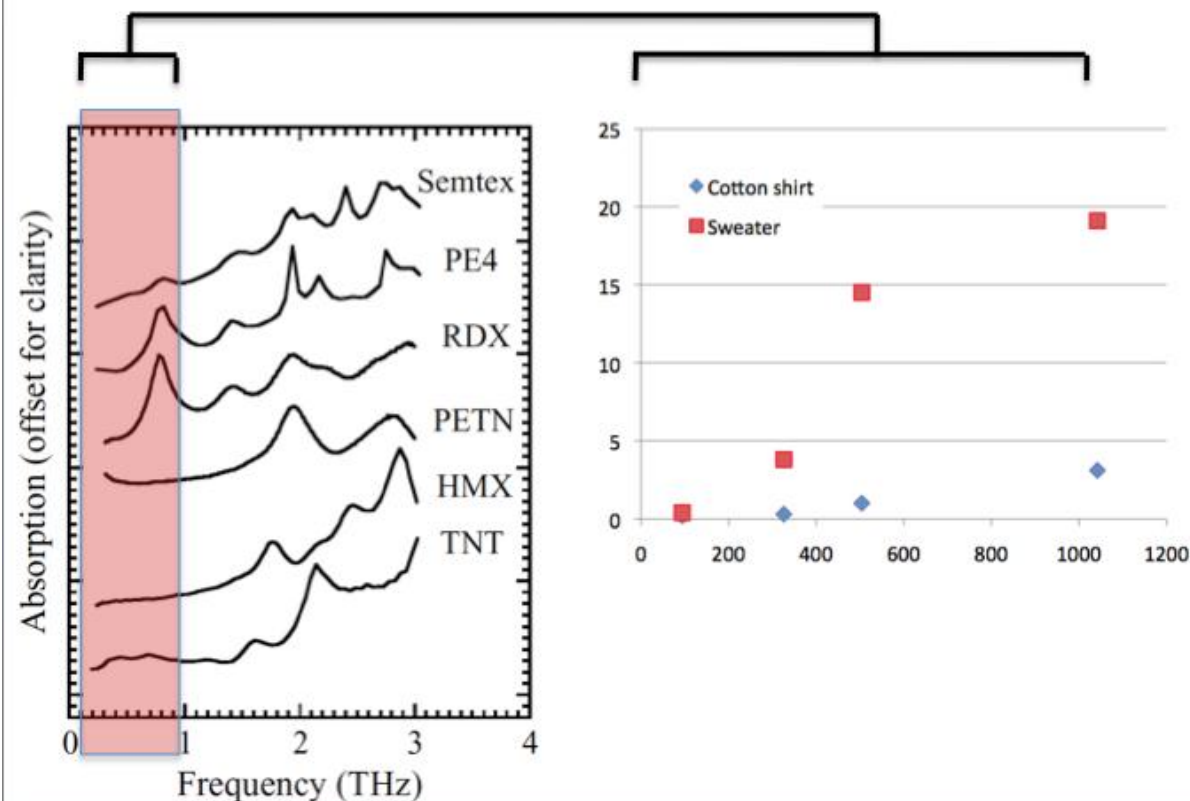 Absorption (offset for clarity)
Semtex
PE4
RDX
PETN
HMX
TNT
0 1 2 3 4
Frequency (THz)
25
20
15
10
5
0
Cotton shirt
Sweater
0 200 400 600 800 1000 1200